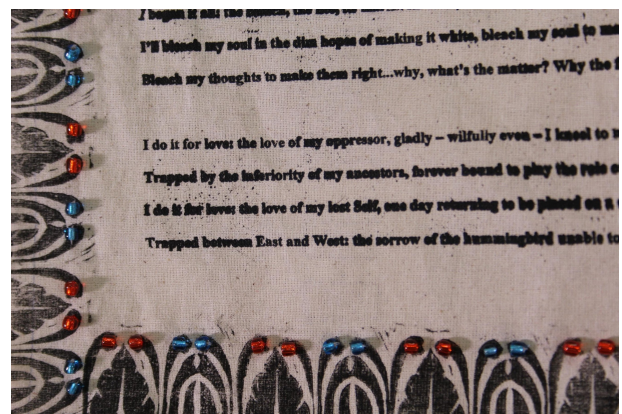 I began it all: the
I'll bleach my soul in the dim hopes of making it white, bleach my soul to
Bleach my thoughts to make them right...why, what's the matter? Why the
I do it for love: the love of my oppressor, gladly – wilfully even – I kneel to
Trapped by the inferiority of my ancestors, forever bound to play the role
I do it for love: the love of my lost Self, one day returning to be placed on a
Trapped between East and West: the sorrow of the hummingbird unable to